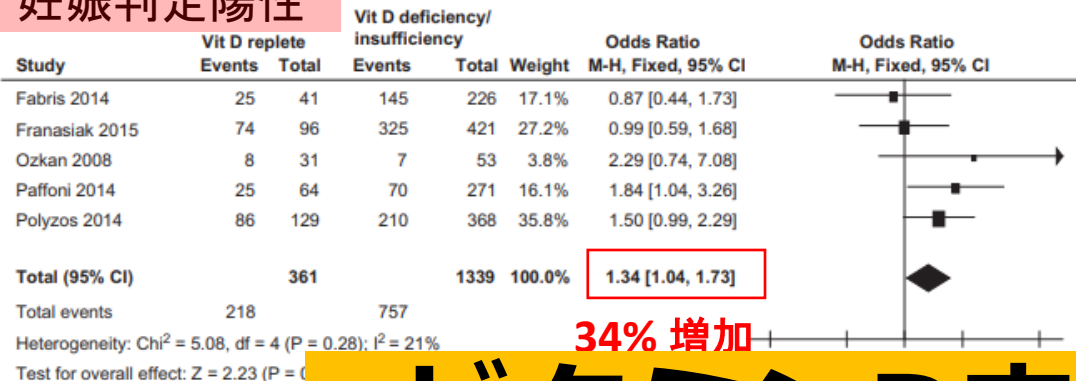 妊娠判定陽性
Vit D deficiency/
Vit D replete insufficiency Odds Ratio Odds Ratio
Study Events Total Events Total Weight M-H, Fixed, 95% CI M-H, Fixed, 95% CI
Fabris 2014 25 41 145 226 17.1% 0.87 [0.44, 1.73]
Franasiak 2015 74 96 325 421 27.2% 0.99 [0.59, 1.68]
Ozkan 2008 8 31 7 53 3.8% 2.29 [0.74, 7.08]
Paffoni 2014 25 64 70 271 16.1% 1.84 [1.04, 3.26]
Polyzos 2014 86 129 210 368 35.8% 1.50 [0.99, 2.29]
Total (95% CI) 361 1339 100.0% 1.34 [1.04, 1.73]
Total events 218 757
34% 増加
Heterogeneity: Chi² = 5.08, df = 4 (P = 0.28); I² = 21%
Test for overall effect: Z = 2.23 (P =
ビタミンD